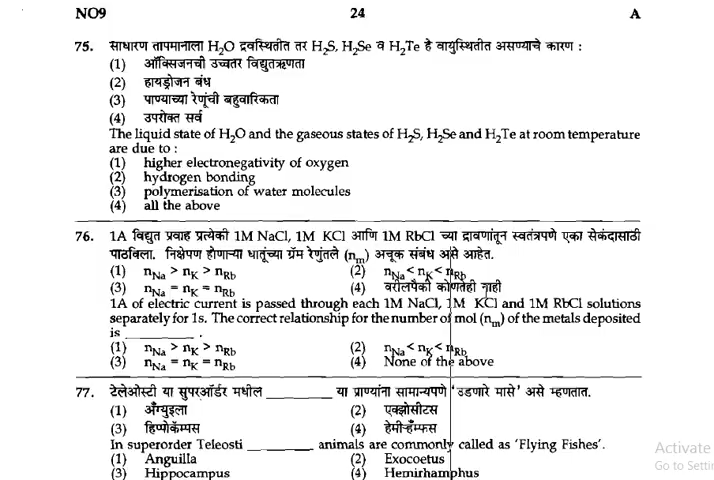 NO9 24 A
75. साधारण तापमानाला H₂O द्रवस्थितीत तर H₂S, H₂Se व H₂Te हे वायुस्थितीत असण्याचे कारण :
(1) ऑक्सिजनची उच्चतर विद्युतऋणता
(2) हायड्रोजन बंध
(3) पाण्याच्या रेणूंची बहुवारिकता
(4) उपरोक्त सर्व
The liquid state of H₂O and the gaseous states of H₂S, H₂Se and H₂Te at room temperature
are due to :
(1) higher electronegativity of oxygen
(2) hydrogen bonding
(3) polymerisation of water molecules
(4) all the above
76. 1A विद्युत प्रवाह प्रत्येकी 1M NaCl, 1M KCl आणि 1M RbCl च्या द्रावणांतून स्वतंत्रपणे एका सेकंदासाठी
पाठविला. निक्षेपण होणाऱ्या धातूंच्या ग्रॅम रेणूंतले (nₘ) अचूक संबंध असे आहेत.
(1) n_Na > n_K > n_Rb (2) n_Na < n_K < n_Rb
(3) n_Na = n_K = n_Rb (4) वरीलपैकी कोणतेही नाही
1A of electric current is passed through each 1M NaCl, 1M KCl and 1M RbCl solutions
separately for 1s. The correct relationship for the number of mol (nₘ) of the metals deposited
is ________ .
(1) n_Na > n_K > n_Rb (2) n_Na < n_K < n_Rb
(3) n_Na = n_K = n_Rb (4) None of the above
77. टेलेओस्टी या सुपरऑर्डर मधील ________ या प्राण्यांना सामान्यपणे 'उडणारे मासे' असे म्हणतात.
(1) अँग्युइला (2) एक्झोसीटस
(3) हिप्पोकॅम्पस (4) हेमीऱ्हॅम्फस
In superorder Teleosti ________ animals are commonly called as 'Flying Fishes'.
(1) Anguilla (2) Exocoetus
(3) Hippocampus (4) Hemirhamphus
Activate
Go to Settin